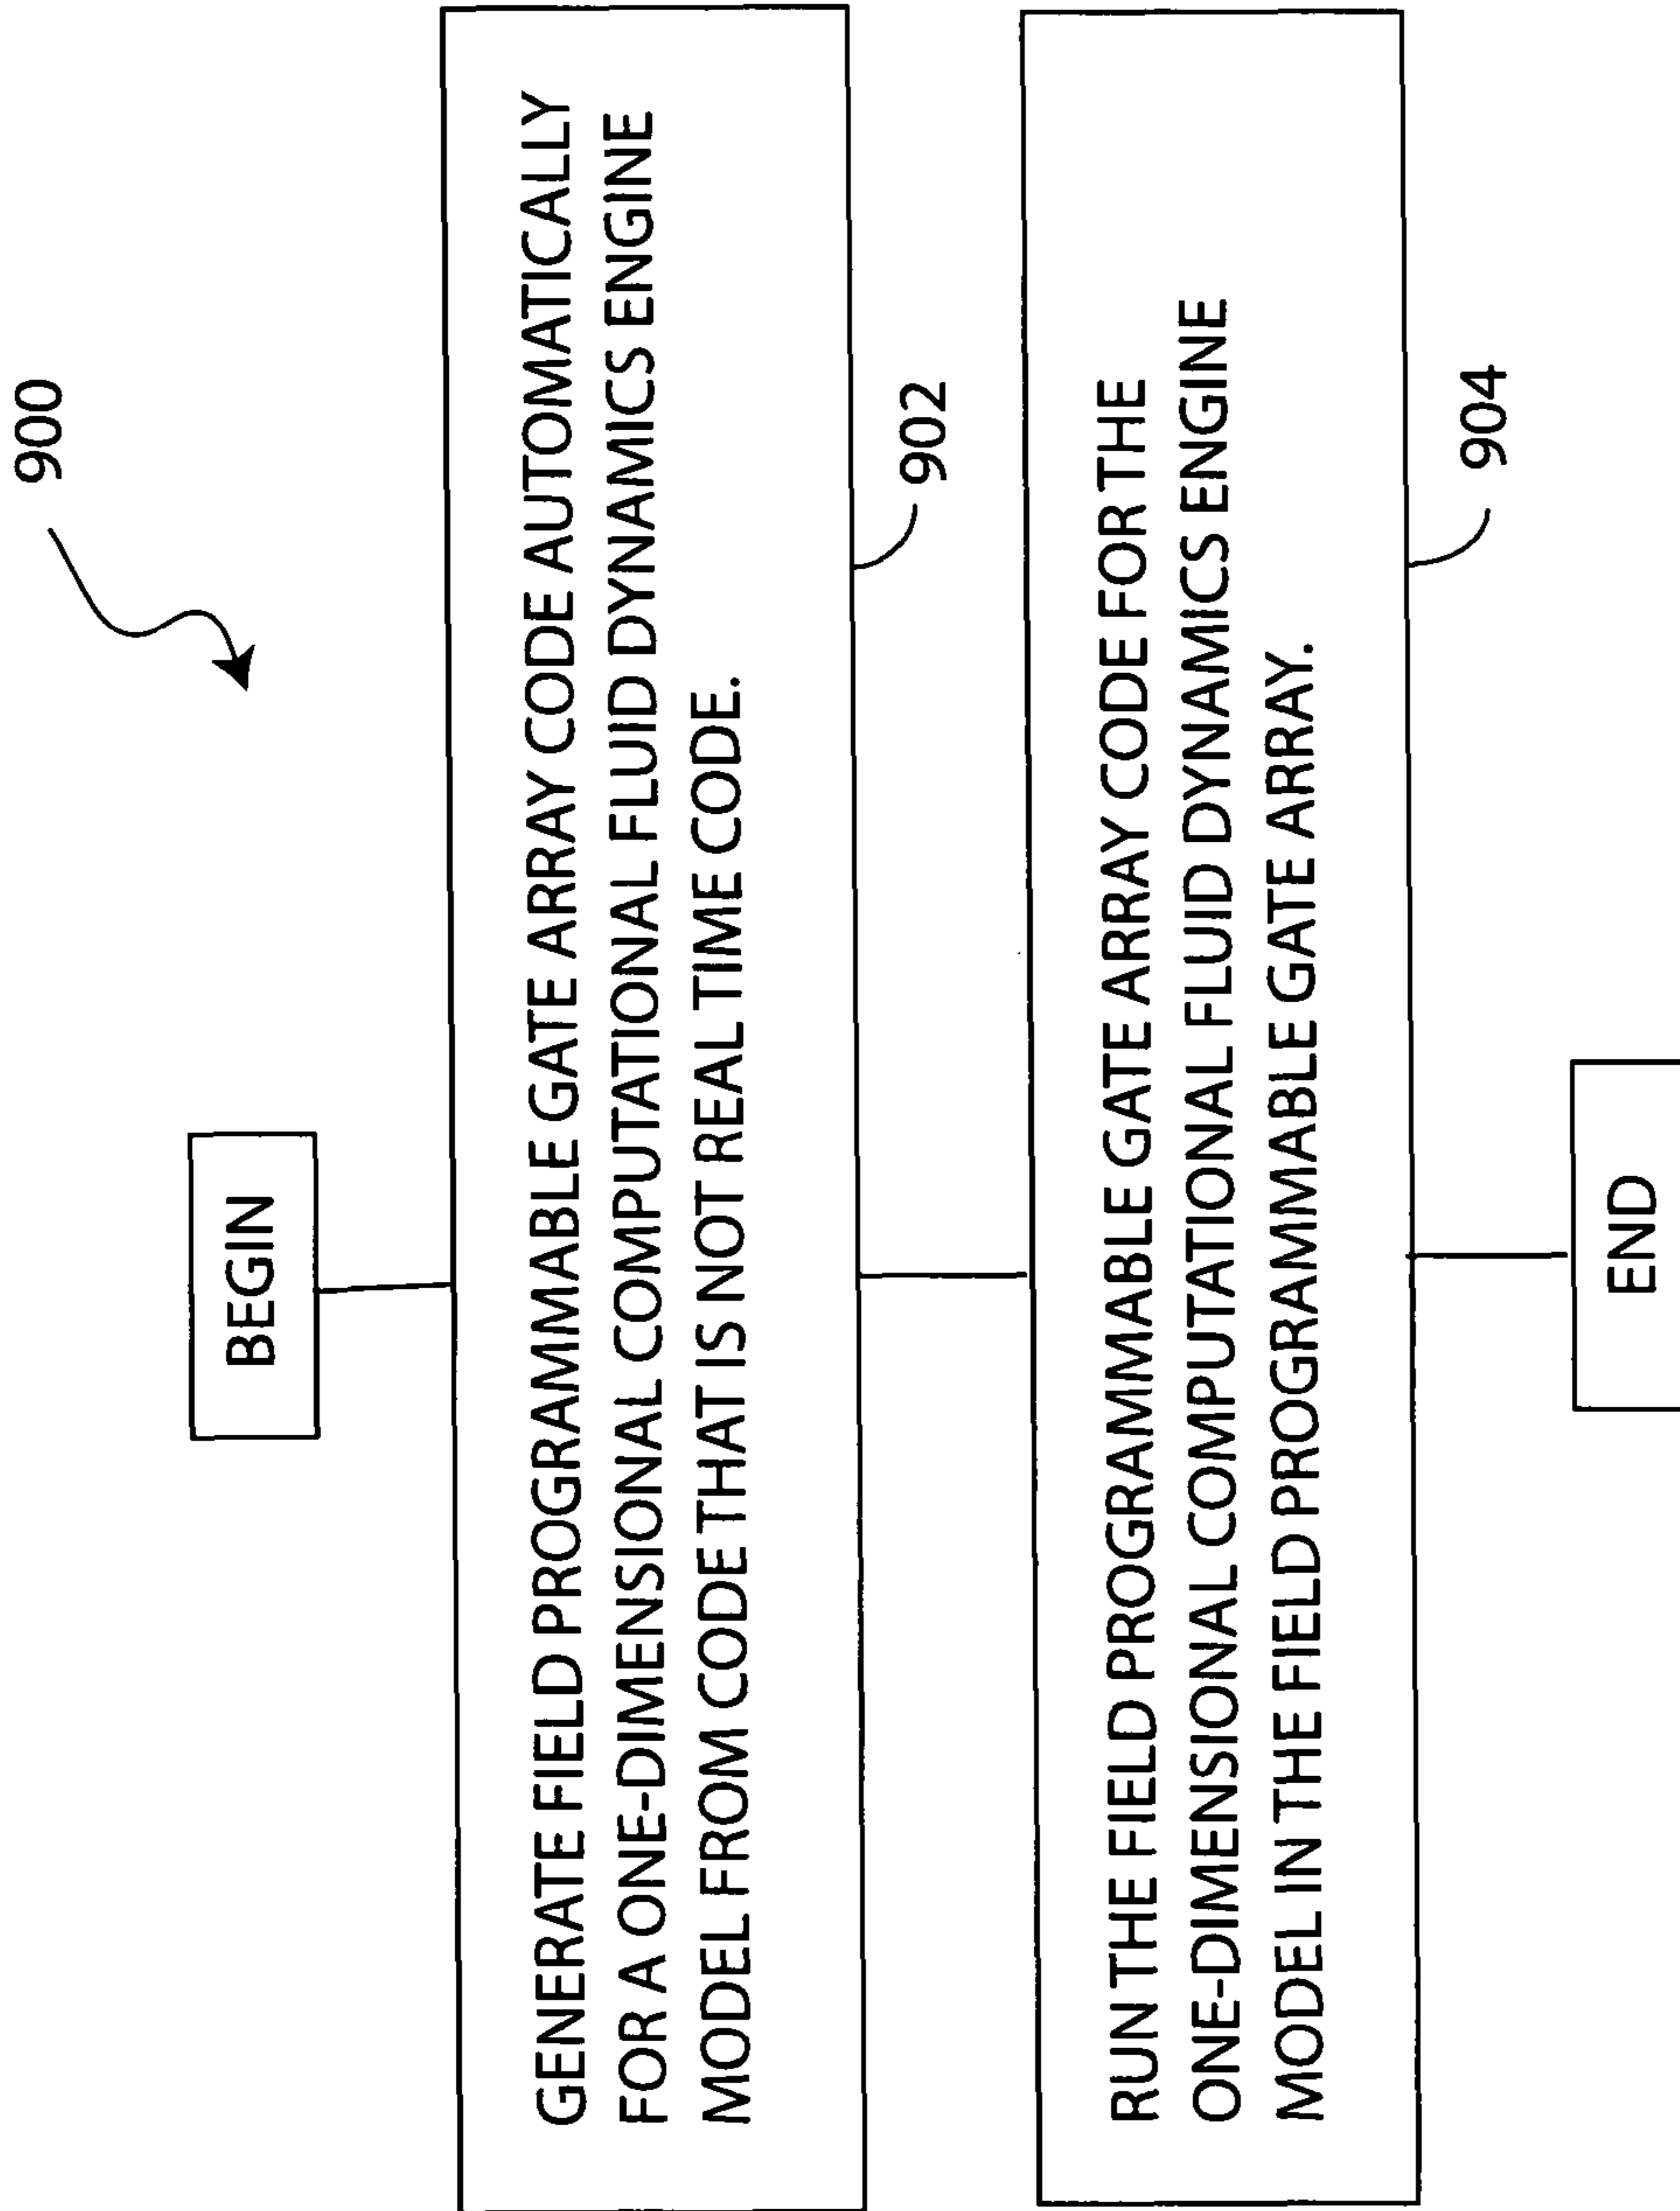 900
BEGIN
GENERATE FIELD PROGRAMMABLE GATE ARRAY CODE AUTOMATICALLY
FOR A ONE-DIMENSIONAL COMPUTATIONAL FLUID DYNAMICS ENGINE
MODEL FROM CODE THAT IS NOT REAL TIME CODE.
902
RUN THE FIELD PROGRAMMABLE GATE ARRAY CODE FOR THE
ONE-DIMENSIONAL COMPUTATIONAL FLUID DYNAMICS ENGINE
MODEL IN THE FIELD PROGRAMMABLE GATE ARRAY.
904
END